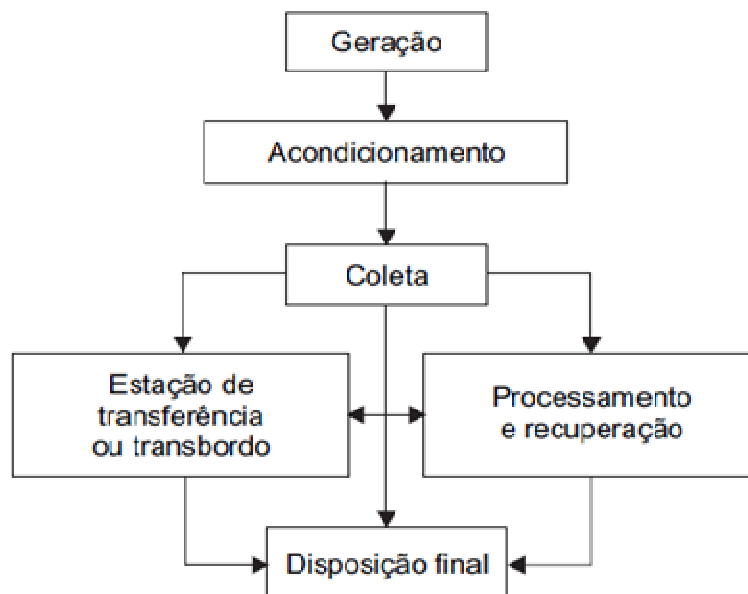 Geração
Acondicionamento
Coleta
Estação de
transferência
ou transbordo
Processamento
e recuperação
Disposição final